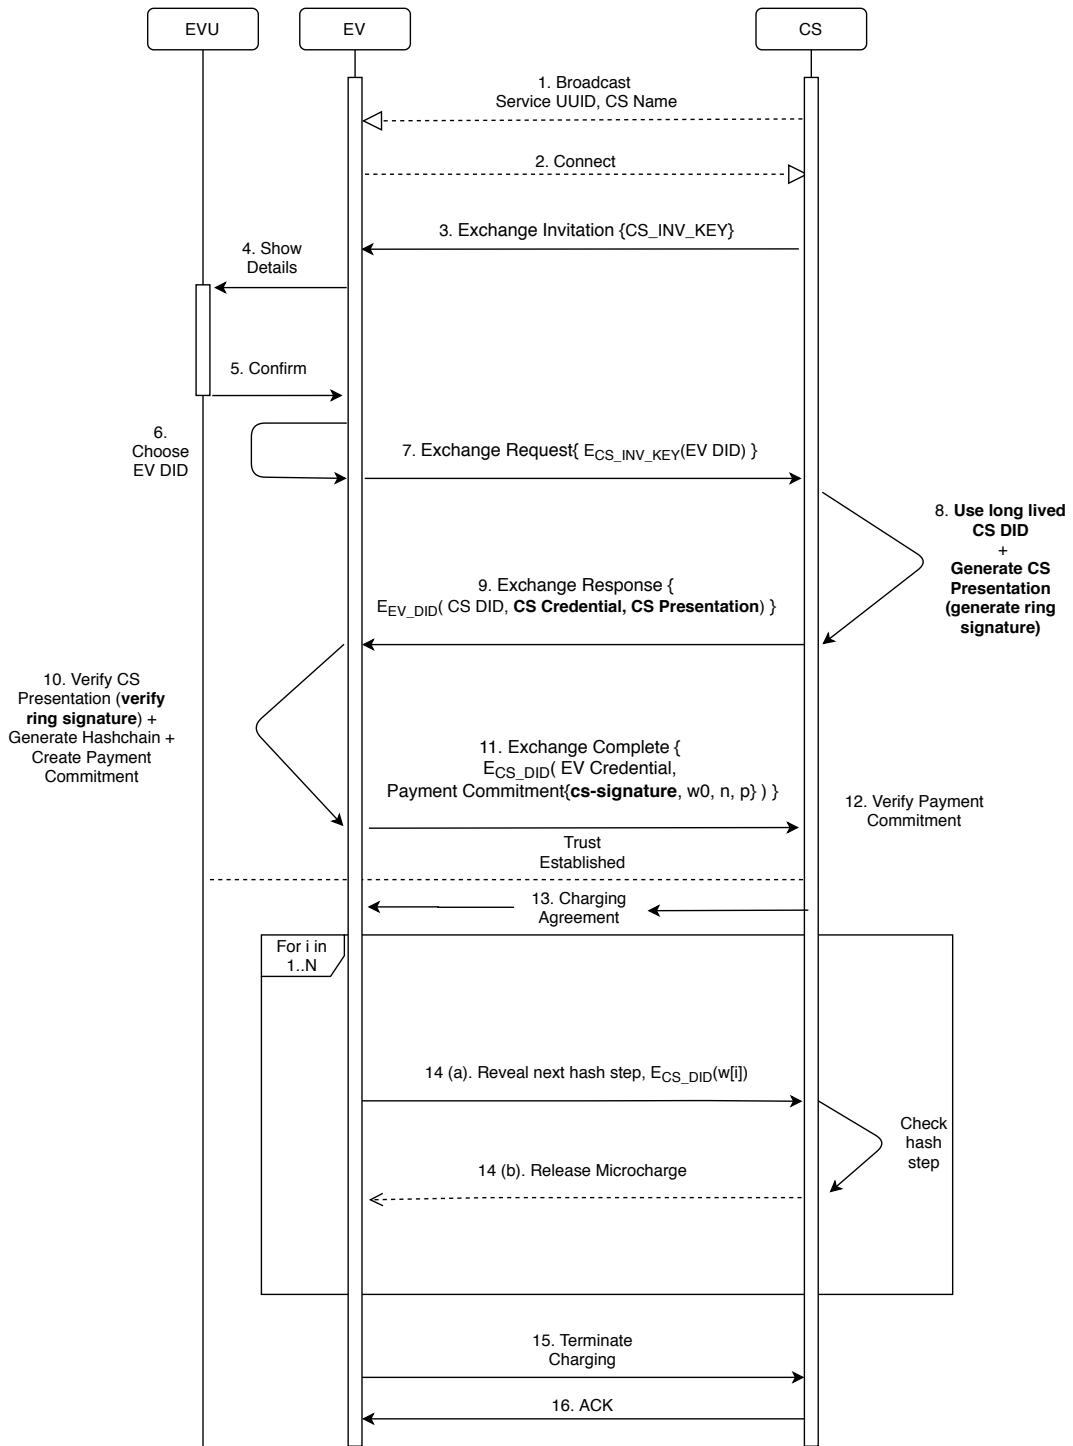 EVU
EV
CS
1. Broadcast
Service UUID, CS Name
2. Connect
3. Exchange Invitation {CS_INV_KEY}
4. Show
Details
5. Confirm
6.
Choose
EV DID
7. Exchange Request{ E_CS_INV_KEY(EV DID) }
8. Use long lived
CS DID
+
Generate CS
Presentation
(generate ring
signature)
9. Exchange Response {
E_EV_DID( CS DID, CS Credential, CS Presentation) }
10. Verify CS
Presentation (verify
ring signature) +
Generate Hashchain +
Create Payment
Commitment
11. Exchange Complete {
E_CS_DID( EV Credential,
Payment Commitment{cs-signature, w0, n, p} ) }
12. Verify Payment
Commitment
Trust
Established
13. Charging
Agreement
For i in
1..N
14 (a). Reveal next hash step, E_CS_DID(w[i])
Check
hash
step
14 (b). Release Microcharge
15. Terminate
Charging
16. ACK